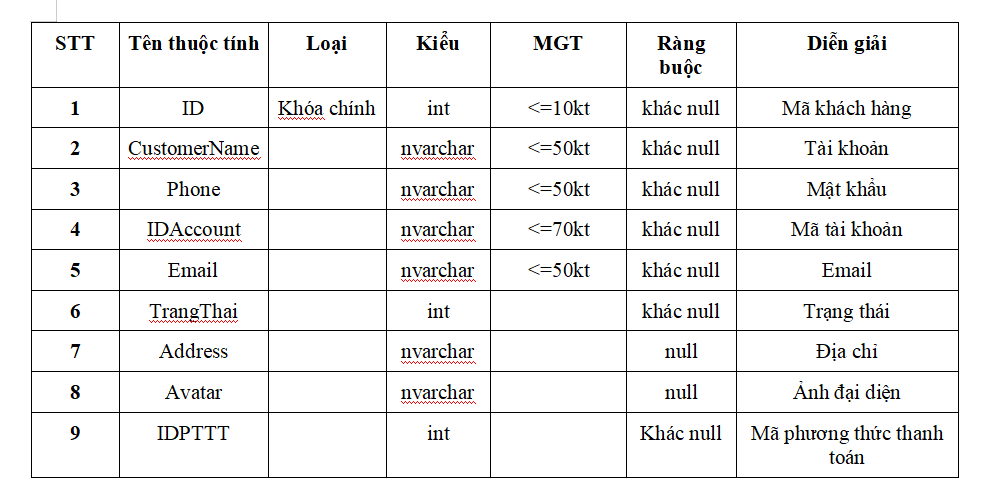 STT Tên thuộc tính Loại Kiểu MGT Ràng buộc Diễn giải
1 ID Khóa chính int <=10kt khác null Mã khách hàng
2 CustomerName nvarchar <=50kt khác null Tài khoản
3 Phone nvarchar <=50kt khác null Mật khẩu
4 IDAccount nvarchar <=70kt khác null Mã tài khoản
5 Email nvarchar <=50kt khác null Email
6 TrangThai int khác null Trạng thái
7 Address nvarchar null Địa chỉ
8 Avatar nvarchar null Ảnh đại diện
9 IDPTTT int Khác null Mã phương thức thanh toán